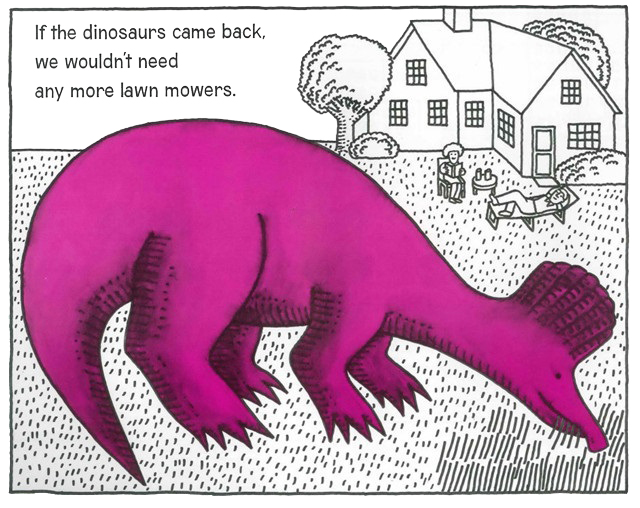 If the dinosaurs came back,
we wouldn't need
any more lawn mowers.